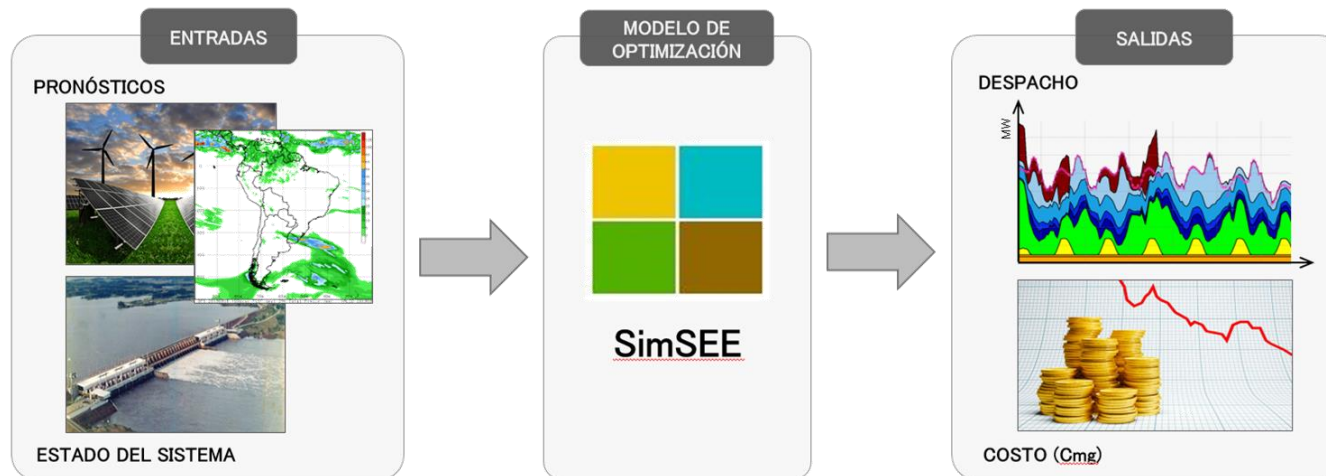 ENTRADAS
PRONÓSTICOS
ESTADO DEL SISTEMA
MODELO DE
OPTIMIZACIÓN
SimSEE
SALIDAS
DESPACHO
MW
COSTO (Cmg)